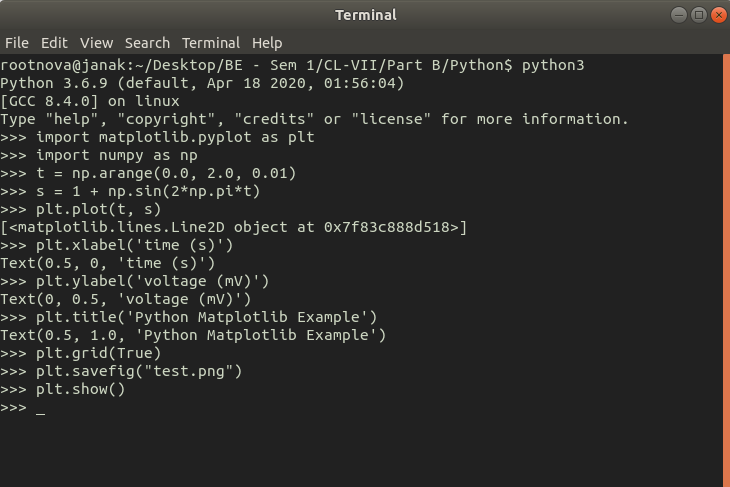 Terminal
File Edit View Search Terminal Help
rootnova@janak:~/Desktop/BE - Sem 1/CL-VII/Part B/Python$ python3
Python 3.6.9 (default, Apr 18 2020, 01:56:04)
[GCC 8.4.0] on linux
Type "help", "copyright", "credits" or "license" for more information.
>>> import matplotlib.pyplot as plt
>>> import numpy as np
>>> t = np.arange(0.0, 2.0, 0.01)
>>> s = 1 + np.sin(2*np.pi*t)
>>> plt.plot(t, s)
[<matplotlib.lines.Line2D object at 0x7f83c888d518>]
>>> plt.xlabel('time (s)')
Text(0.5, 0, 'time (s)')
>>> plt.ylabel('voltage (mV)')
Text(0, 0.5, 'voltage (mV)')
>>> plt.title('Python Matplotlib Example')
Text(0.5, 1.0, 'Python Matplotlib Example')
>>> plt.grid(True)
>>> plt.savefig("test.png")
>>> plt.show()
>>> _